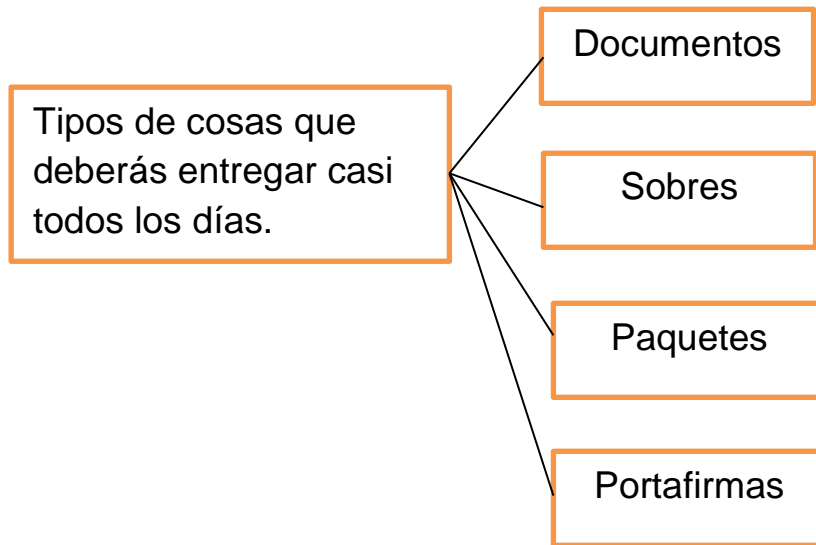 Tipos de cosas que
deberás entregar casi
todos los días.
Documentos
Sobres
Paquetes
Portafirmas